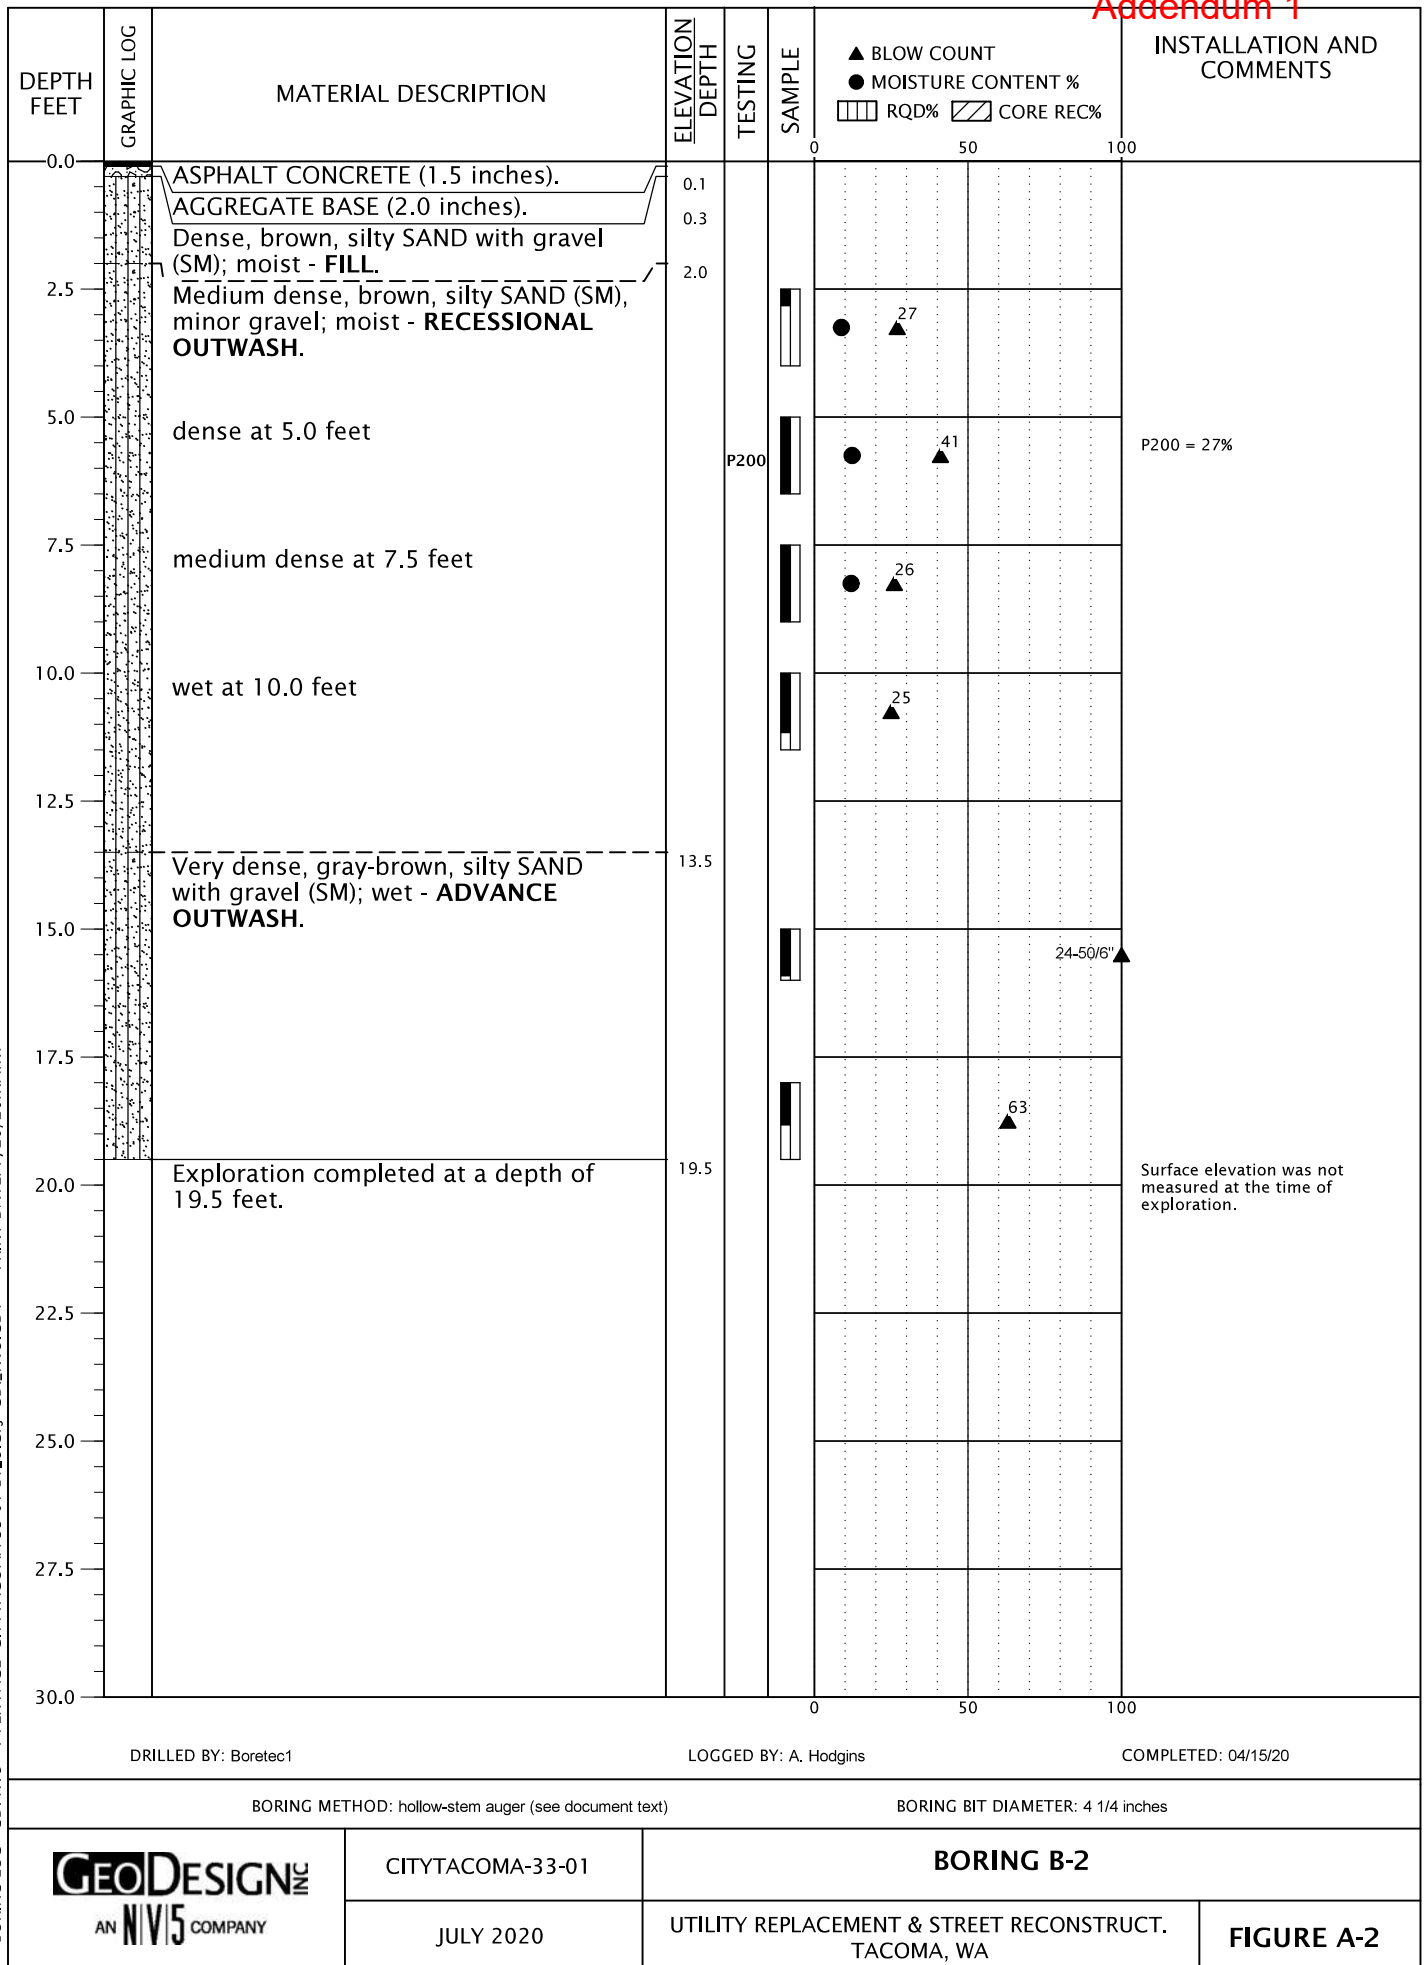 Addendum 1
DEPTH
FEET
GRAPHIC LOG
MATERIAL DESCRIPTION
ELEVATION
DEPTH
TESTING
SAMPLE
▲ BLOW COUNT
● MOISTURE CONTENT %
RQD% CORE REC%
INSTALLATION AND
COMMENTS
0 50 100
0.0
ASPHALT CONCRETE (1.5 inches).
0.1
AGGREGATE BASE (2.0 inches).
0.3
Dense, brown, silty SAND with gravel
(SM); moist - FILL.
2.0
2.5
Medium dense, brown, silty SAND (SM),
minor gravel; moist - RECESSIONAL
OUTWASH.
27
5.0
dense at 5.0 feet
P200
41
P200 = 27%
7.5
medium dense at 7.5 feet
26
10.0
wet at 10.0 feet
25
12.5
13.5
Very dense, gray-brown, silty SAND
with gravel (SM); wet - ADVANCE
OUTWASH.
15.0
24-50/6"
17.5
63
19.5
Exploration completed at a depth of
19.5 feet.
20.0
Surface elevation was not
measured at the time of
exploration.
22.5
25.0
27.5
30.0
0 50 100
DRILLED BY: Boretec1
LOGGED BY: A. Hodgins
COMPLETED: 04/15/20
BORING METHOD: hollow-stem auger (see document text)
BORING BIT DIAMETER: 4 1/4 inches
GEODESIGN INC
AN N|V|5 COMPANY
CITYTACOMA-33-01
JULY 2020
BORING B-2
UTILITY REPLACEMENT & STREET RECONSTRUCT.
TACOMA, WA
FIGURE A-2